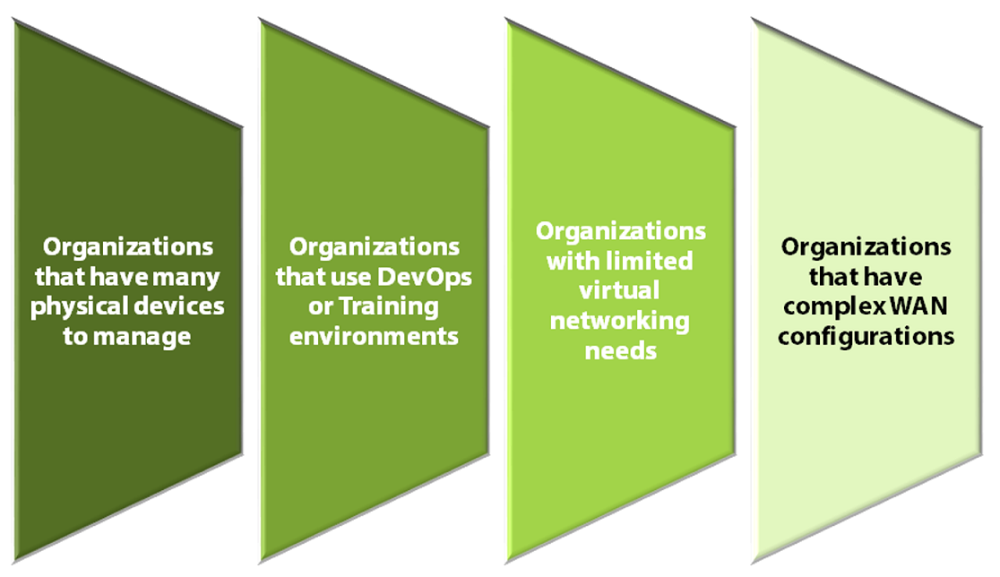 Organizations
that have many
physical devices
to manage
Organizations
that use DevOps
or Training
environments
Organizations
with limited
virtual
networking
needs
Organizations
that have
complex WAN
configurations